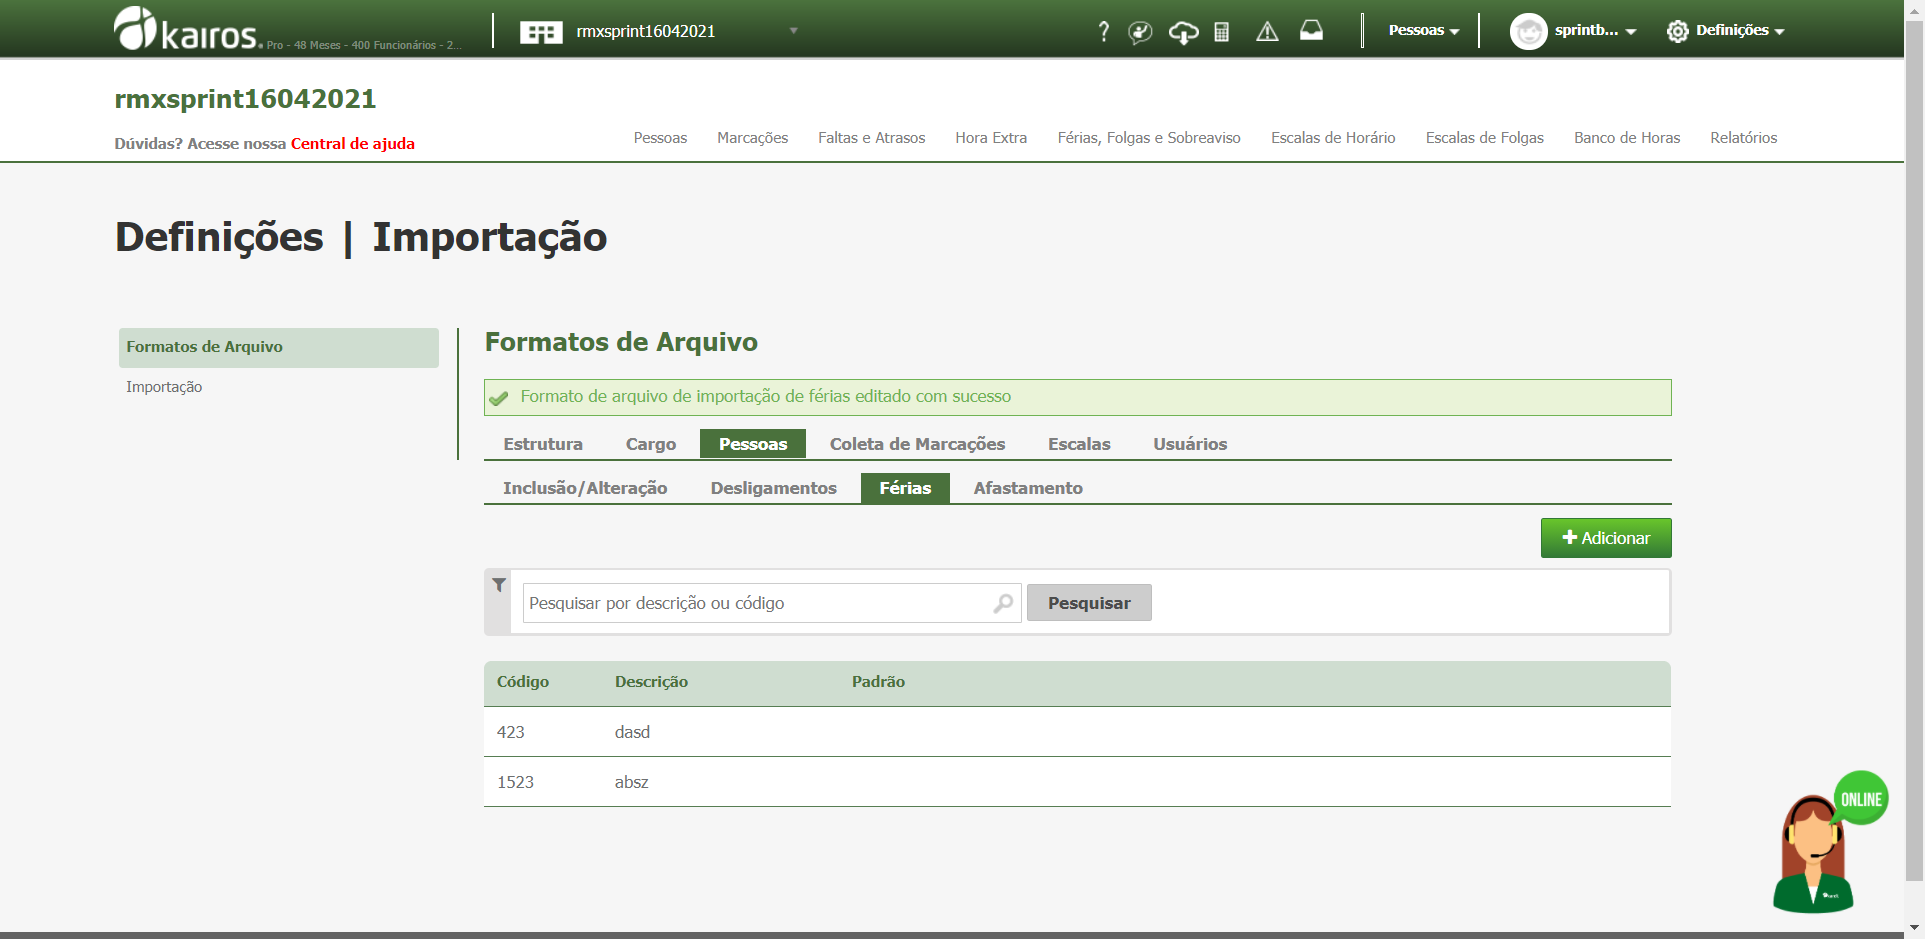 kairos. Pro - 48 Meses - 400 Funcionários - 2...
rmxsprint16042021
?
Pessoas
sprintb...
Definições
rmxsprint16042021
Dúvidas? Acesse nossa Central de ajuda
Pessoas Marcações Faltas e Atrasos Hora Extra Férias, Folgas e Sobreaviso Escalas de Horário Escalas de Folgas Banco de Horas Relatórios
Definições | Importação
Formatos de Arquivo
Importação
Formatos de Arquivo
Formato de arquivo de importação de férias editado com sucesso
Estrutura Cargo Pessoas Coleta de Marcações Escalas Usuários
Inclusão/Alteração Desligamentos Férias Afastamento
+ Adicionar
Pesquisar por descrição ou código Pesquisar
Código Descrição Padrão
423 dasd
1523 absz
ONLINE